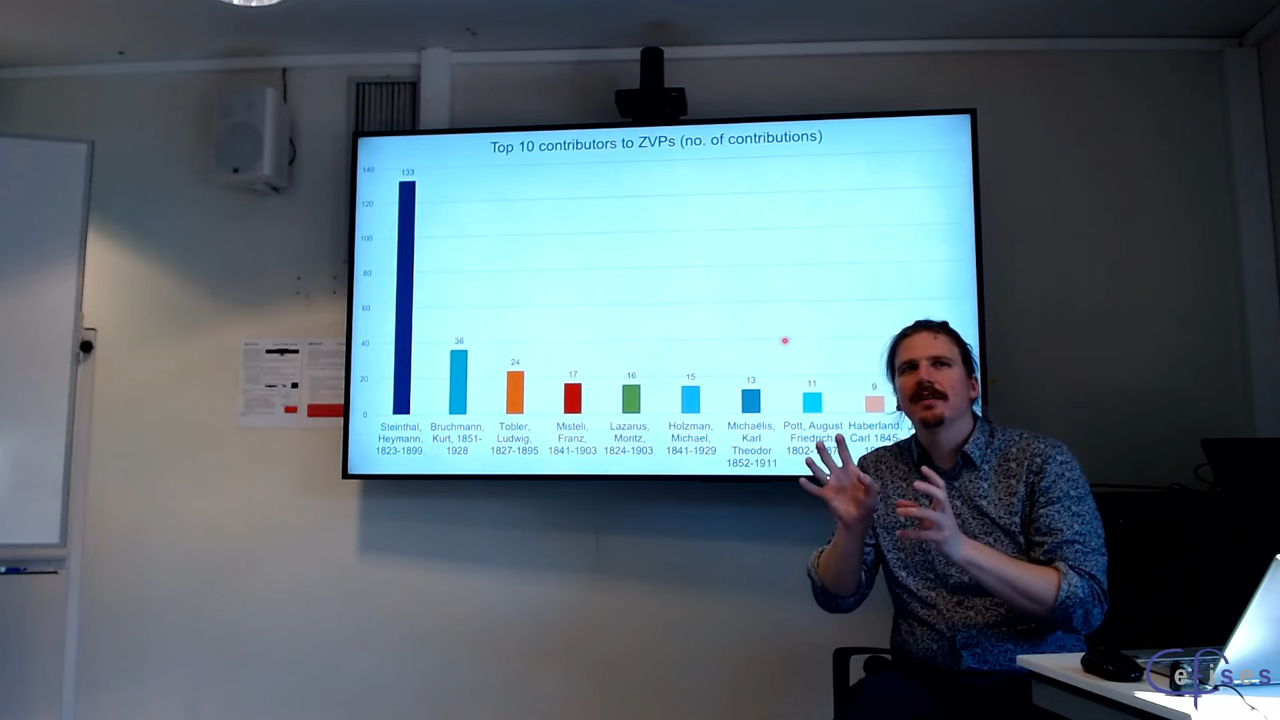 Top 10 contributors to ZVPs (no. of contributions)
140
120
100
80
60
40
20
0
133
36
24
17
16
15
13
11
9
Steinthal,
Heymann,
1823-1899.
Bruchmann,
Kurt, 1851-
1928
Tobler,
Ludwig,
1827-1895
Misteli,
Franz,
1841-1903
Lazarus,
Moritz,
1824-1903.
Holzman,
Michael,
1841-1929
Michaëlis,
Karl
Theodor
1852-1911
Pott, August
Friedrich
Haberland,
Carl 1845-
Cefises